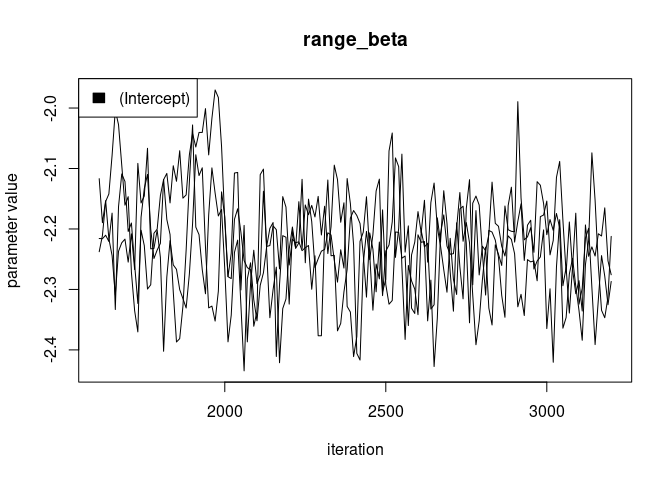 range_beta
(Intercept)
parameter value
-2.0
-2.1
-2.2
-2.3
-2.4
2000
2500
3000
iteration